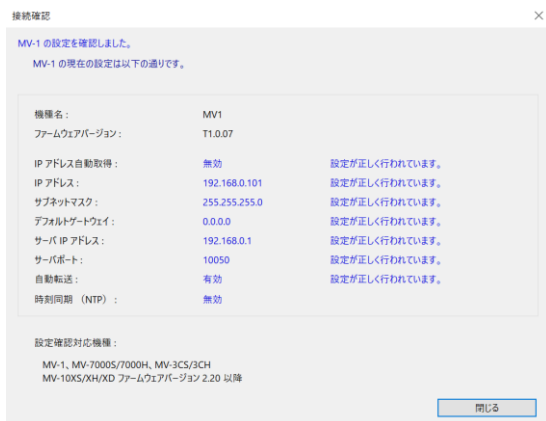 接続確認
MV-1 の設定を確認しました。
MV-1 の現在の設定は以下の通りです。
機種名： MV1
ファームウェアバージョン： T1.0.07
IP アドレス自動取得： 無効 設定が正しく行われています。
IP アドレス： 192.168.0.101 設定が正しく行われています。
サブネットマスク： 255.255.255.0 設定が正しく行われています。
デフォルトゲートウェイ： 0.0.0.0 設定が正しく行われています。
サーバ IP アドレス： 192.168.0.1 設定が正しく行われています。
サーバポート： 10050 設定が正しく行われています。
自動転送： 有効 設定が正しく行われています。
時刻同期 （NTP）： 無効
設定確認対応機種：
MV-1、MV-7000S/7000H、MV-3CS/3CH
MV-10XS/XH/XD ファームウェアバージョン 2.20 以降
閉じる